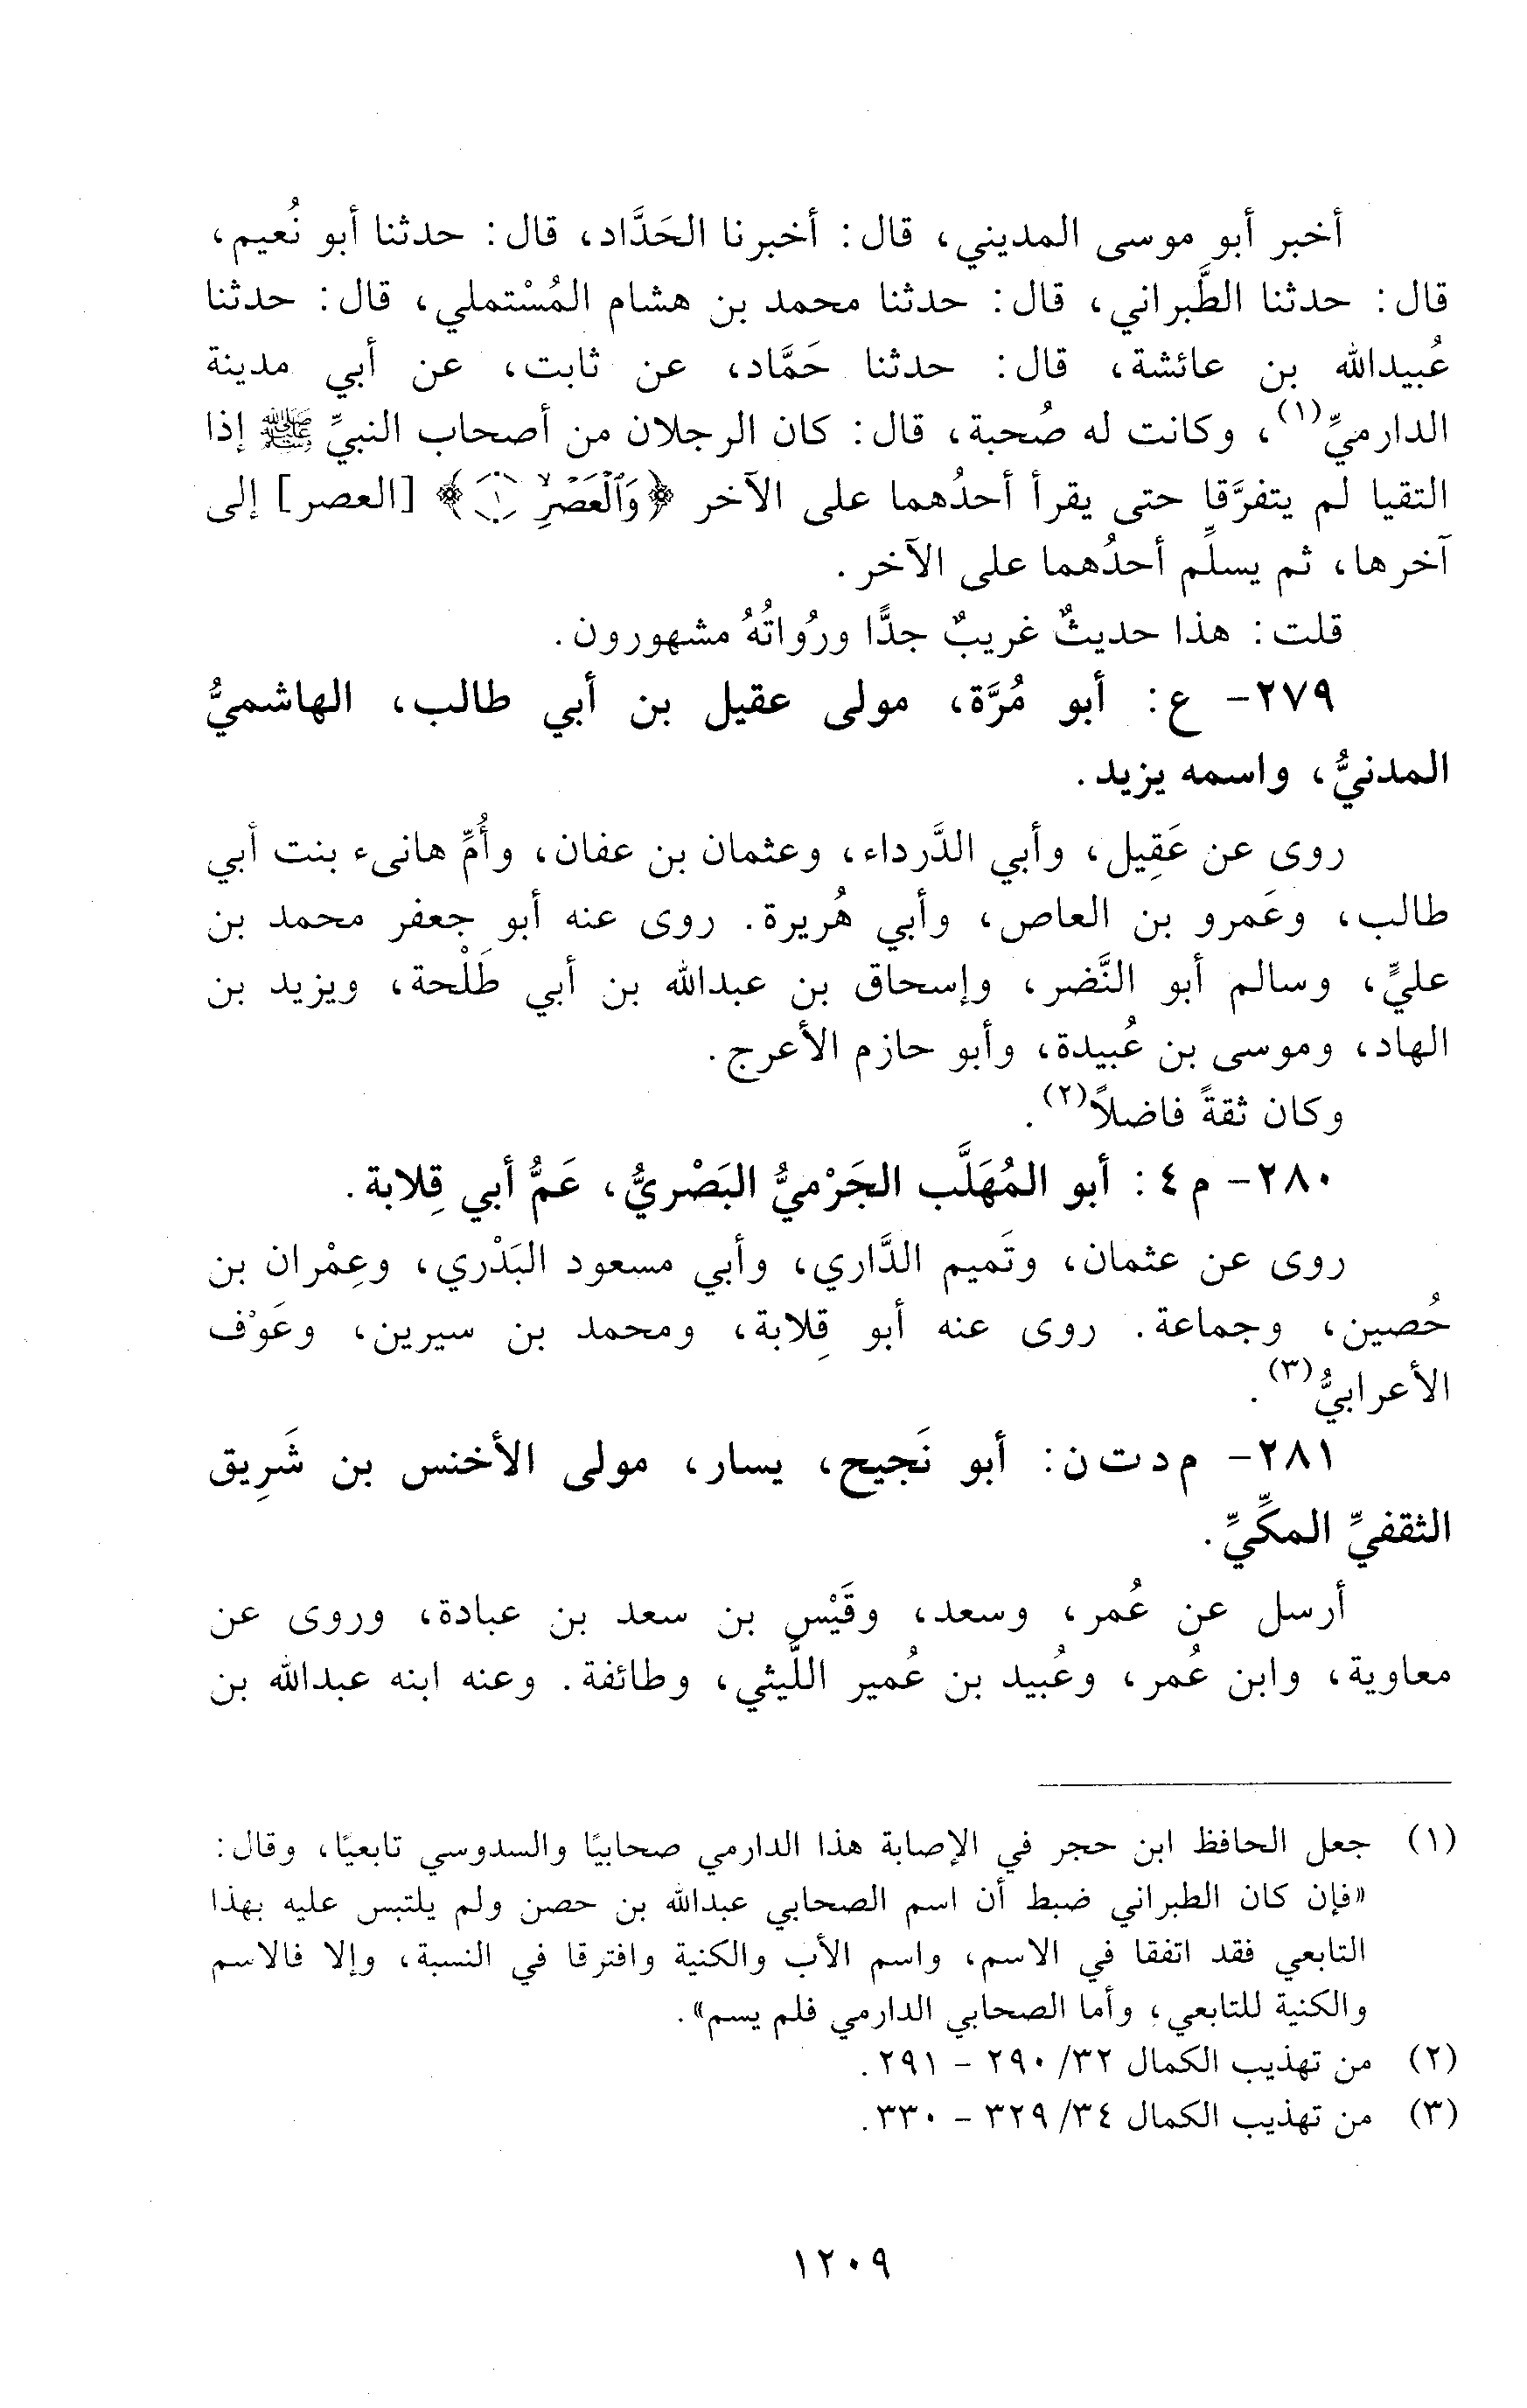 أخبر أبو موسى المديني، قال: أخبرنا الحَدَّاد، قال: حدثنا أبو نُعيم،
قال: حدثنا الطَّبراني، قال: حدثنا محمد بن هشام المُسْتملي، قال: حدثنا
عُبيدالله بن عائشة، قال: حدثنا حَمَّاد، عن ثابت، عن أبي مدينة
الدارميِّ(١)، وكانت له صُحبة، قال: كان الرجلان من أصحاب النبيِّ ﷺ إذا
التقيا لم يتفرَّقا حتى يقرأ أحدُهما على الآخر ﴿وَٱلْعَصْرِ ١﴾ [العصر] إلى
آخرها، ثم يسلِّم أحدُهما على الآخر.
قلت: هذا حديثٌ غريبٌ جدًّا ورُواتُهُ مشهورون.
٢٧٩- ع: أبو مُرَّة، مولى عقيل بن أبي طالب، الهاشميُّ
المدنيُّ، واسمه يزيد.
روى عن عَقِيل، وأبي الدَّرداء، وعثمان بن عفان، وأُمِّ هانىء بنت أبي
طالب، وعَمرو بن العاص، وأبي هُريرة. روى عنه أبو جعفر محمد بن
عليٍّ، وسالم أبو النَّضر، وإسحاق بن عبدالله بن أبي طَلْحة، ويزيد بن
الهاد، وموسى بن عُبيدة، وأبو حازم الأعرج.
وكان ثقةً فاضلاً(٢).
٢٨٠- م ٤: أبو المُهَلَّب الجَرْميُّ البَصْريُّ، عَمُّ أبي قِلابة.
روى عن عثمان، وتَميم الدَّاري، وأبي مسعود البَدْري، وعِمْران بن
حُصين، وجماعة. روى عنه أبو قِلابة، ومحمد بن سيرين، وعَوْف
الأعرابيُّ(٣).
٢٨١- م د ت ن: أبو نَجيح، يسار، مولى الأخنس بن شَرِيق
الثقفيِّ المكِّيِّ.
أرسل عن عُمر، وسعد، وقَيْس بن سعد بن عبادة، وروى عن
معاوية، وابن عُمر، وعُبيد بن عُمير اللَّيثي، وطائفة. وعنه ابنه عبدالله بن
(١) جعل الحافظ ابن حجر في الإصابة هذا الدارمي صحابيًا والسدوسي تابعيًا، وقال:
«فإن كان الطبراني ضبط أن اسم الصحابي عبدالله بن حصن ولم يلتبس عليه بهذا
التابعي فقد اتفقا في الاسم، واسم الأب والكنية وافترقا في النسبة، وإلا فالاسم
والكنية للتابعي، وأما الصحابي الدارمي فلم يسم».
(٢) من تهذيب الكمال ٣٢/ ٢٩٠ - ٢٩١.
(٣) من تهذيب الكمال ٣٤/ ٣٢٩ - ٣٣٠.
١٢٠٩